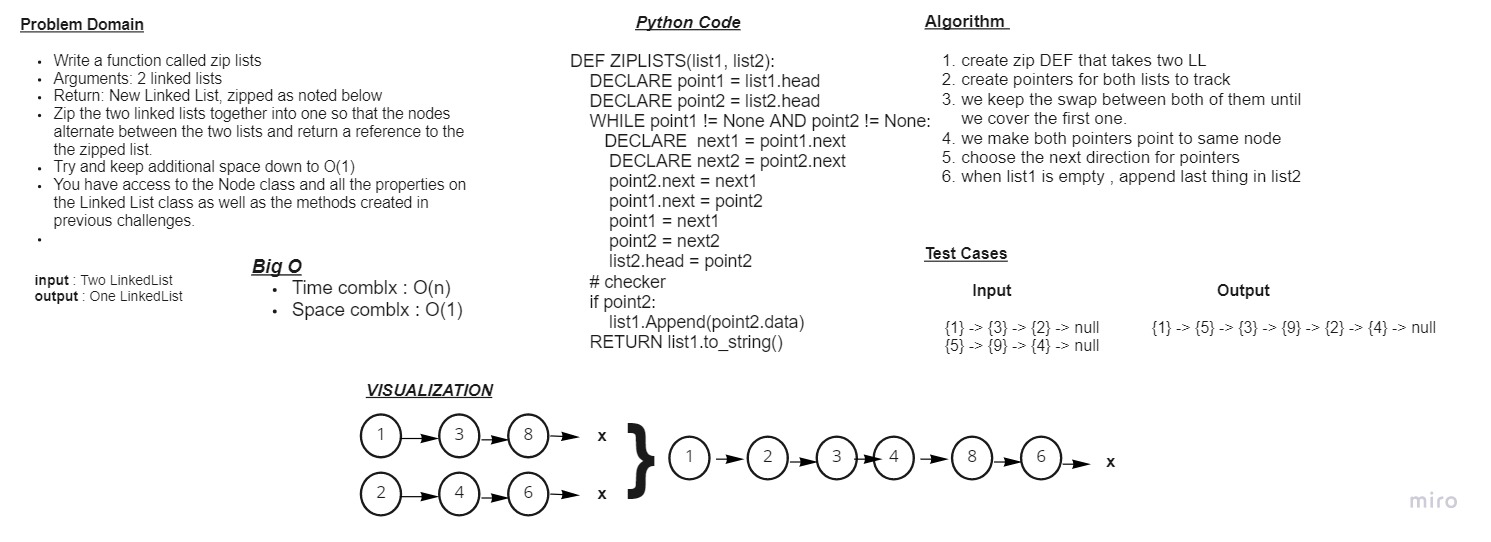 Problem Domain
• Write a function called zip lists
• Arguments: 2 linked lists
• Return: New Linked List, zipped as noted below
• Zip the two linked lists together into one so that the nodes
alternate between the two lists and return a reference to the
the zipped list.
• Try and keep additional space down to O(1)
• You have access to the Node class and all the properties on
the Linked List class as well as the methods created in
previous challenges.
•
input : Two LinkedList
output : One LinkedList
Big O
• Time comblx : O(n)
• Space comblx : O(1)
Python Code
DEF ZIPLISTS(list1, list2):
DECLARE point1 = list1.head
DECLARE point2 = list2.head
WHILE point1 != None AND point2 != None:
DECLARE next1 = point1.next
DECLARE next2 = point2.next
point2.next = next1
point1.next = point2
point1 = next1
point2 = next2
list2.head = point2
# checker
if point2:
list1.Append(point2.data)
RETURN list1.to_string()
Algorithm
1. create zip DEF that takes two LL
2. create pointers for both lists to track
3. we keep the swap between both of them until
we cover the first one.
4. we make both pointers point to same node
5. choose the next direction for pointers
6. when list1 is empty , append last thing in list2
Test Cases
Input Output
{1} -> {3} -> {2} -> null {1} -> {5} -> {3} -> {9} -> {2} -> {4} -> null
{5} -> {9} -> {4} -> null
VISUALIZATION
1 3 8 x
2 4 6 x
} 1 2 3 4 8 6 x
miro